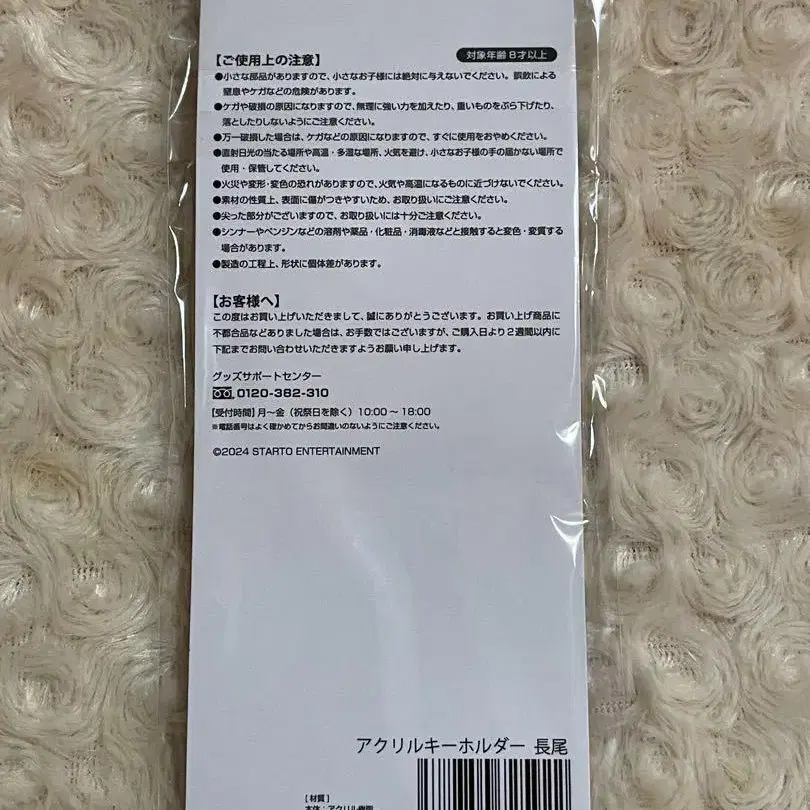 【ご使用上の注意】
対象年齢8才以上
●小さな部品がありますので、小さなお子様には絶対に与えないでください。誤飲による
窒息やケガなどの危険があります。
●ケガや破損の原因になりますので、無理に強い力を加えたり、重いものをぶら下げたり、
落としたりしないようにご注意ください。
●万一破損した場合は、ケガなどの原因になりますので、すぐに使用をおやめください。
●直射日光の当たる場所や高温・多湿な場所、火気を避け、小さなお子様の手の届かない場所で
使用・保管してください。
●火災や変形・変色の恐れがありますので、火気や高温になるものに近づけないでください。
●素材の性質上、表面に傷がつきやすいため、お取り扱いにご注意ください。
●尖った部分がございますので、お取り扱いには十分ご注意ください。
●シンナーやベンジンなどの溶剤や薬品・化粧品・消毒液などと接触すると変色・変質する
場合があります。
●製造の工程上、形状に個体差があります。
【お客様へ】
この度はお買い上げいただきまして、誠にありがとうございます。お買い上げ商品に
不都合品などありました場合は、お手数ではございますが、ご購入日より2週間以内に
下記までお問い合わせいただきますようお願い申し上げます。
グッズサポートセンター
0120-382-310
【受付時間】月〜金（祝祭日を除く）10:00〜18:00
※電話番号はよく確かめてからお間違いのないようにご注意ください。
©2024 STARTO ENTERTAINMENT
アクリルキーホルダー 長尾
【材質】
本体：アクリル樹脂